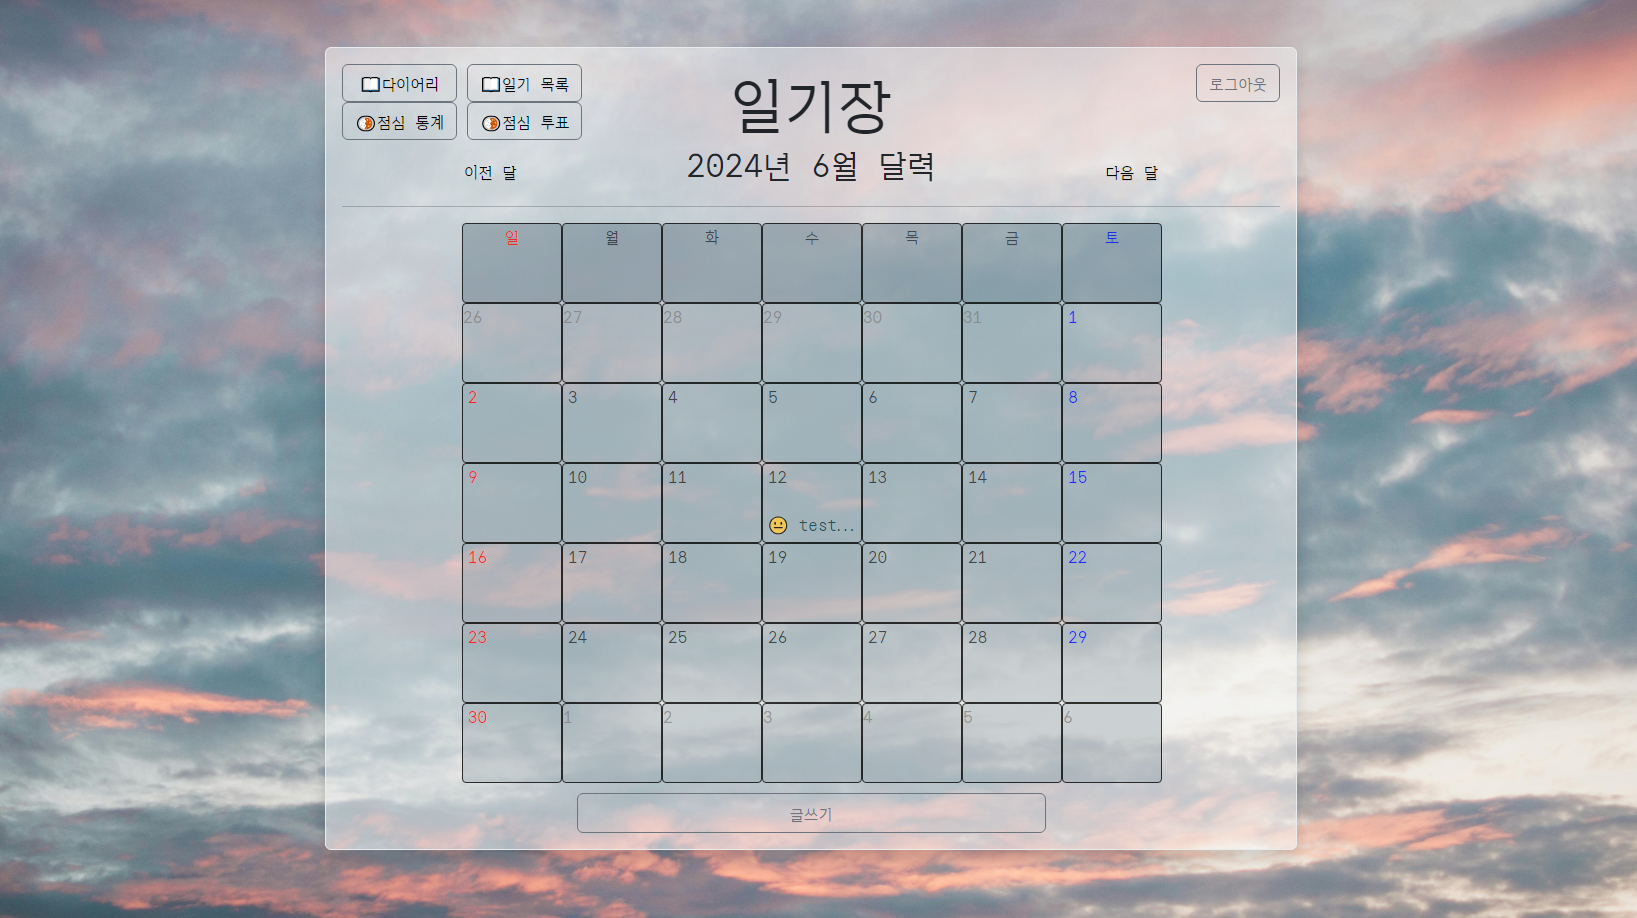 📖다이어리 📖일기 목록
🥠점심 통계 🥠점심 투표
일기장
로그아웃
이전 달 2024년 6월 달력 다음 달
일 월 화 수 목 금 토
26 27 28 29 30 31 1
2 3 4 5 6 7 8
9 10 11 12 13 14 15
😐 test...
16 17 18 19 20 21 22
23 24 25 26 27 28 29
30 1 2 3 4 5 6
글쓰기